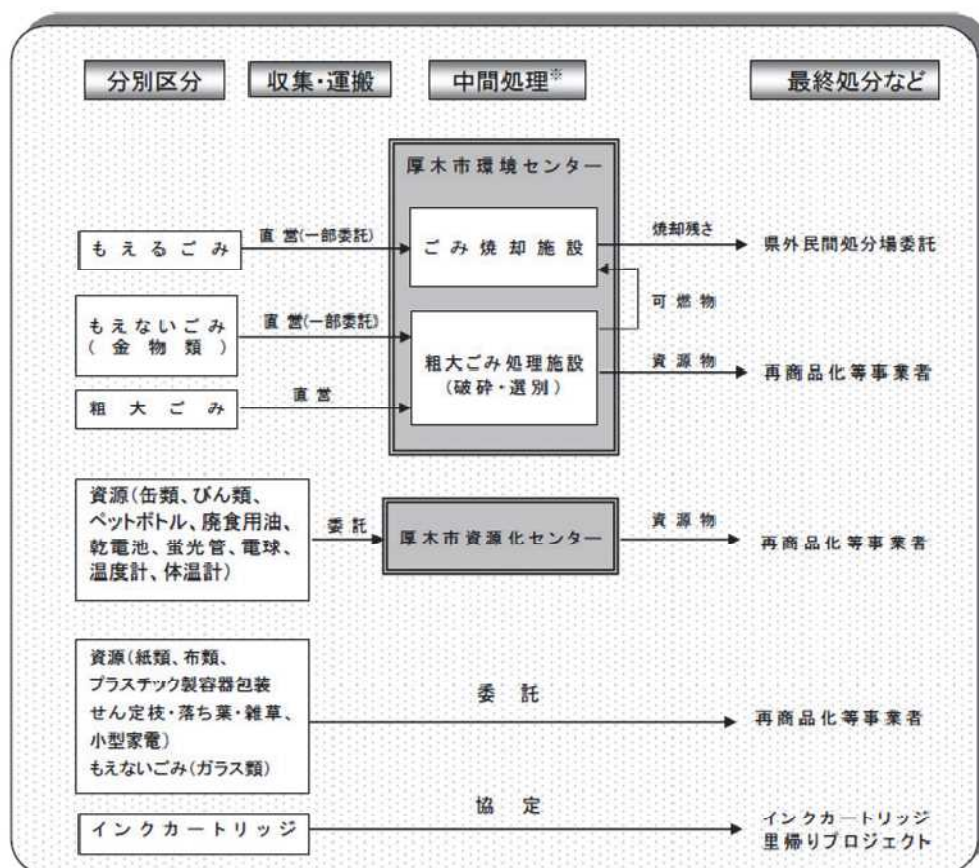 分別区分
収集・運搬
中間処理※
最終処分など
厚木市環境センター
もえるごみ
直営(一部委託)
ごみ焼却施設
焼却残さ
県外民間処分場委託
可燃物
もえないごみ
(金物類)
直営(一部委託)
粗大ごみ処理施設
(破砕・選別)
資源物
再商品化等事業者
粗大ごみ
直営
資源(缶類、びん類、
ペットボトル、廃食用油、
乾電池、蛍光管、電球、
温度計、体温計)
委託
厚木市資源化センター
資源物
再商品化等事業者
資源(紙類、布類、
プラスチック製容器包装
せん定枝・落ち葉・雑草、
小型家電)
もえないごみ(ガラス類)
委託
再商品化等事業者
インクカートリッジ
協定
インクカートリッジ
里帰りプロジェクト